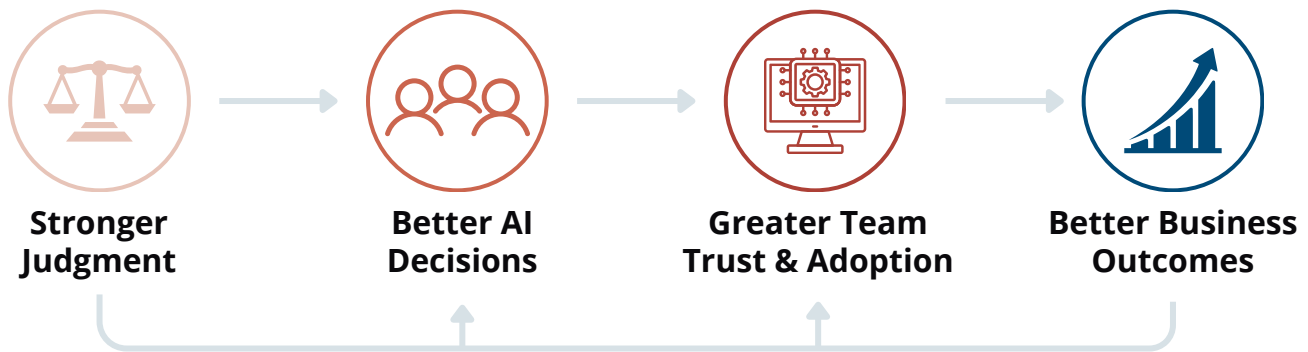 Stronger
Judgment
Better AI
Decisions
Greater Team
Trust & Adoption
Better Business
Outcomes